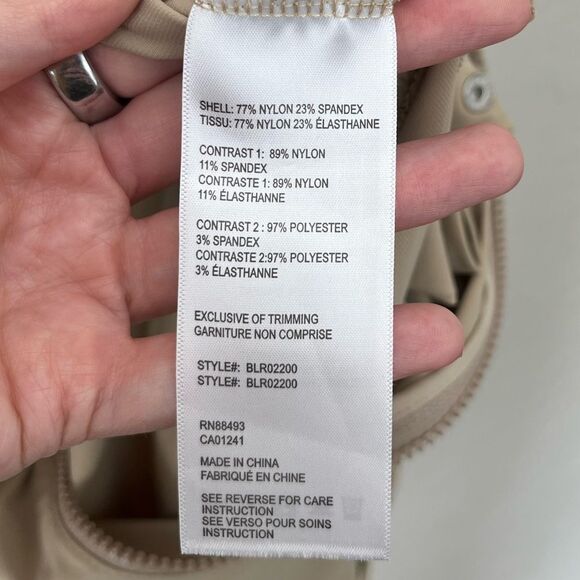 SHELL: 77% NYLON 23% SPANDEX
TISSU: 77% NYLON 23% ÉLASTHANNE
CONTRAST 1: 89% NYLON
11% SPANDEX
CONTRASTE 1: 89% NYLON
11% ÉLASTHANNE
CONTRAST 2 : 97% POLYESTER
3% SPANDEX
CONTRASTE 2:97% POLYESTER
3% ÉLASTHANNE
EXCLUSIVE OF TRIMMING
GARNITURE NON COMPRISE
STYLE#: BLR02200
STYLE#: BLR02200
RN88493
CA01241
MADE IN CHINA
FABRIQUÉ EN CHINE
SEE REVERSE FOR CARE
INSTRUCTION
SEE VERSO POUR SOINS
INSTRUCTION